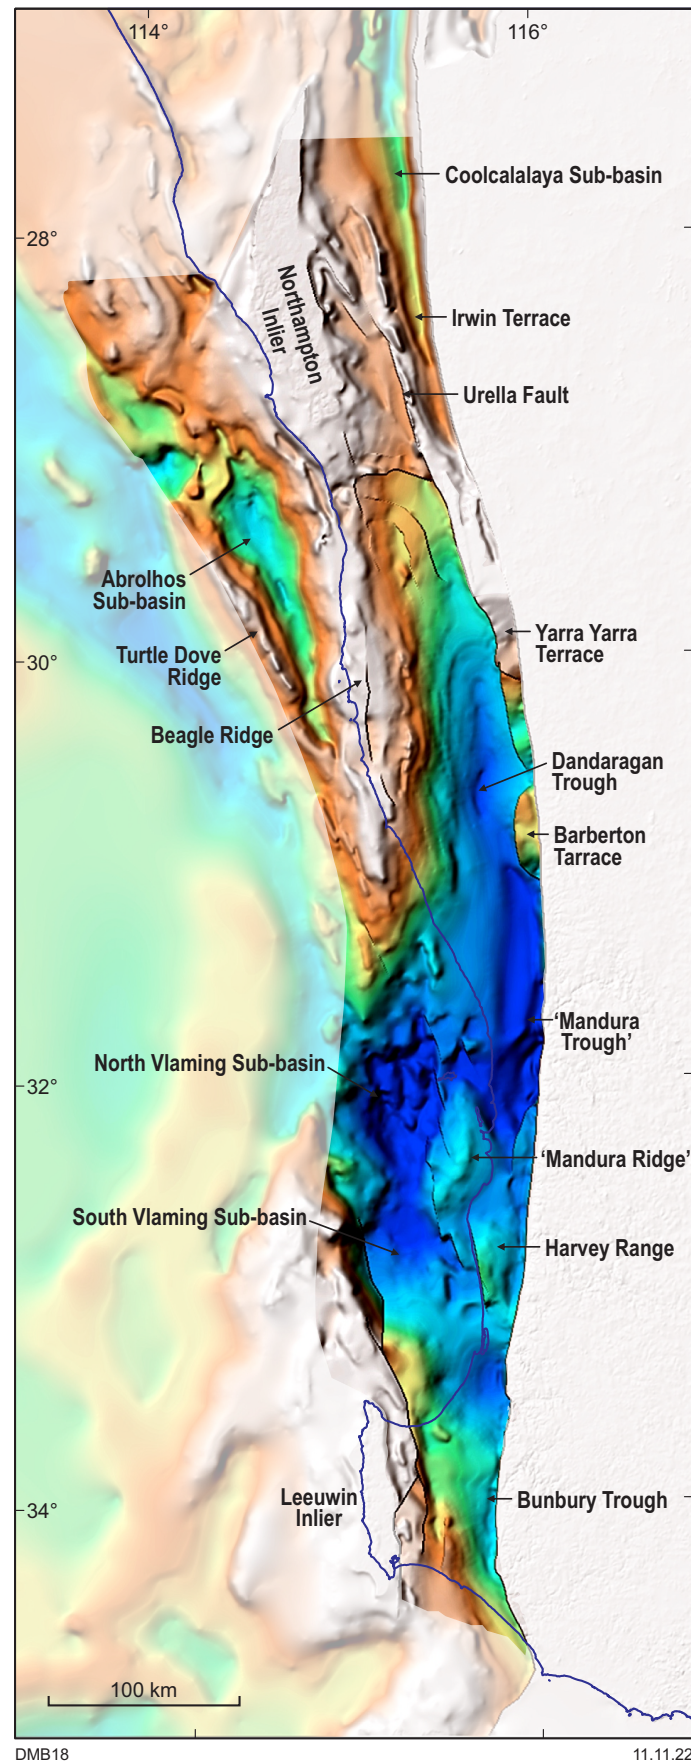 114°
116°
Coolcalalaya Sub-basin
28°
Northampton
Inlier
Irwin Terrace
Urella Fault
Abrolhos
Sub-basin
Yarra Yarra
Terrace
Turtle Dove
Ridge
30°
Beagle Ridge
Dandaragan
Trough
Barberton
Tarrace
‘Mandura
Trough’
North Vlaming Sub-basin
32°
‘Mandura Ridge’
South Vlaming Sub-basin
Harvey Range
Leeuwin
Inlier
Bunbury Trough
34°
100 km
DMB18
11.11.22